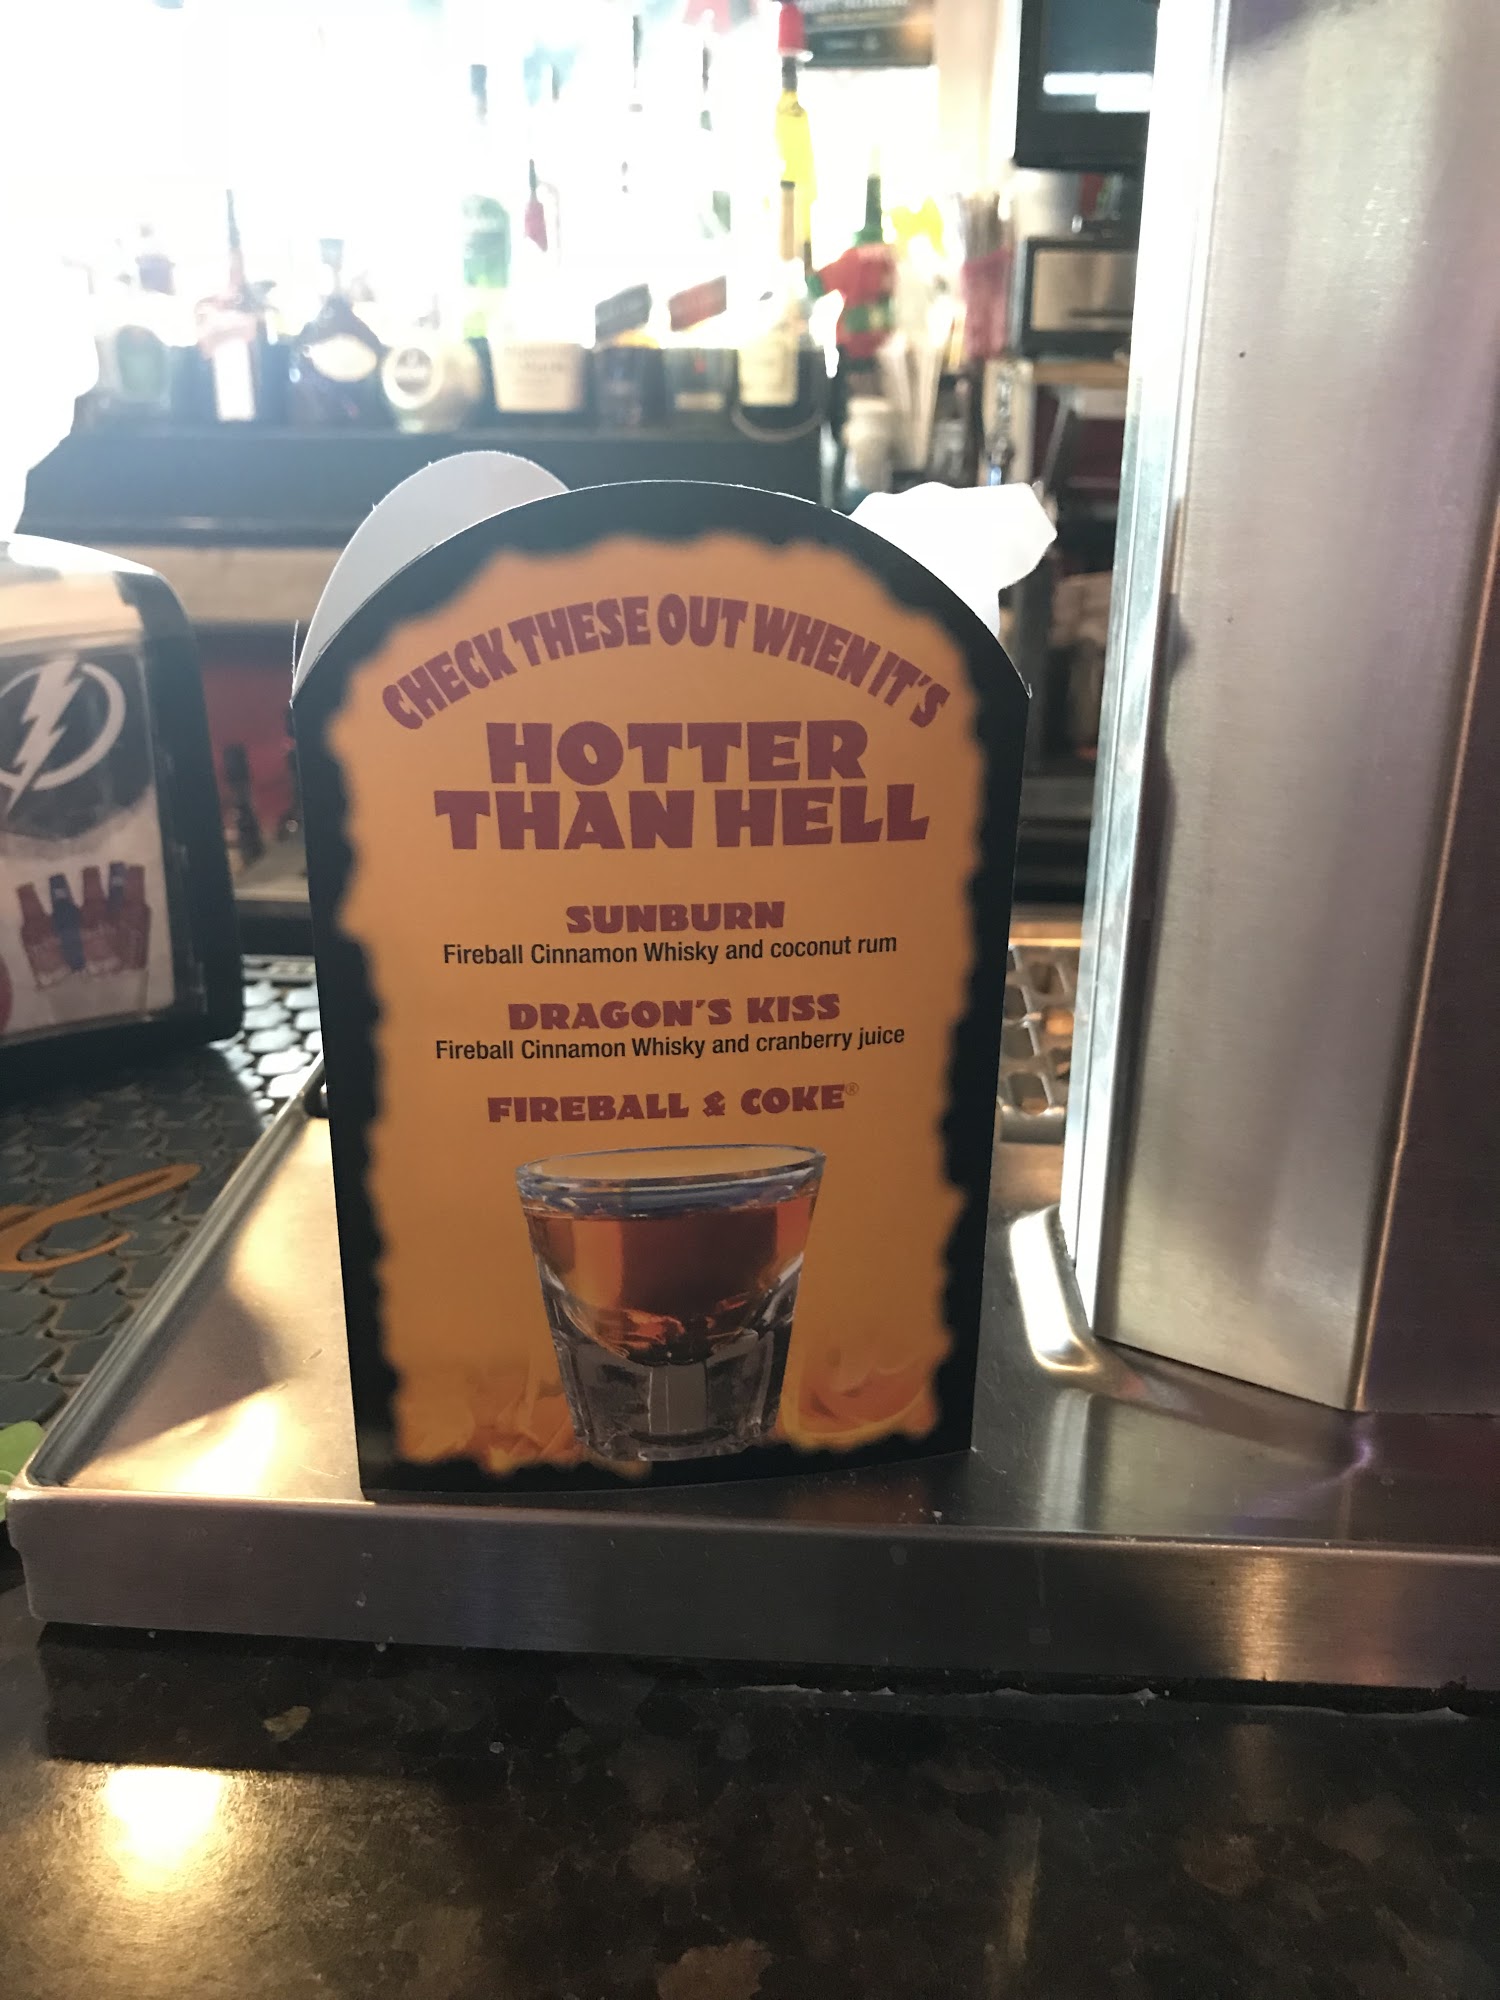 CHECK THESE OUT WHEN IT'S
HOTTER
THAN HELL
SUNBURN
Fireball Cinnamon Whisky and coconut rum
DRAGON'S KISS
Fireball Cinnamon Whisky and cranberry juice
FIREBALL & COKE®